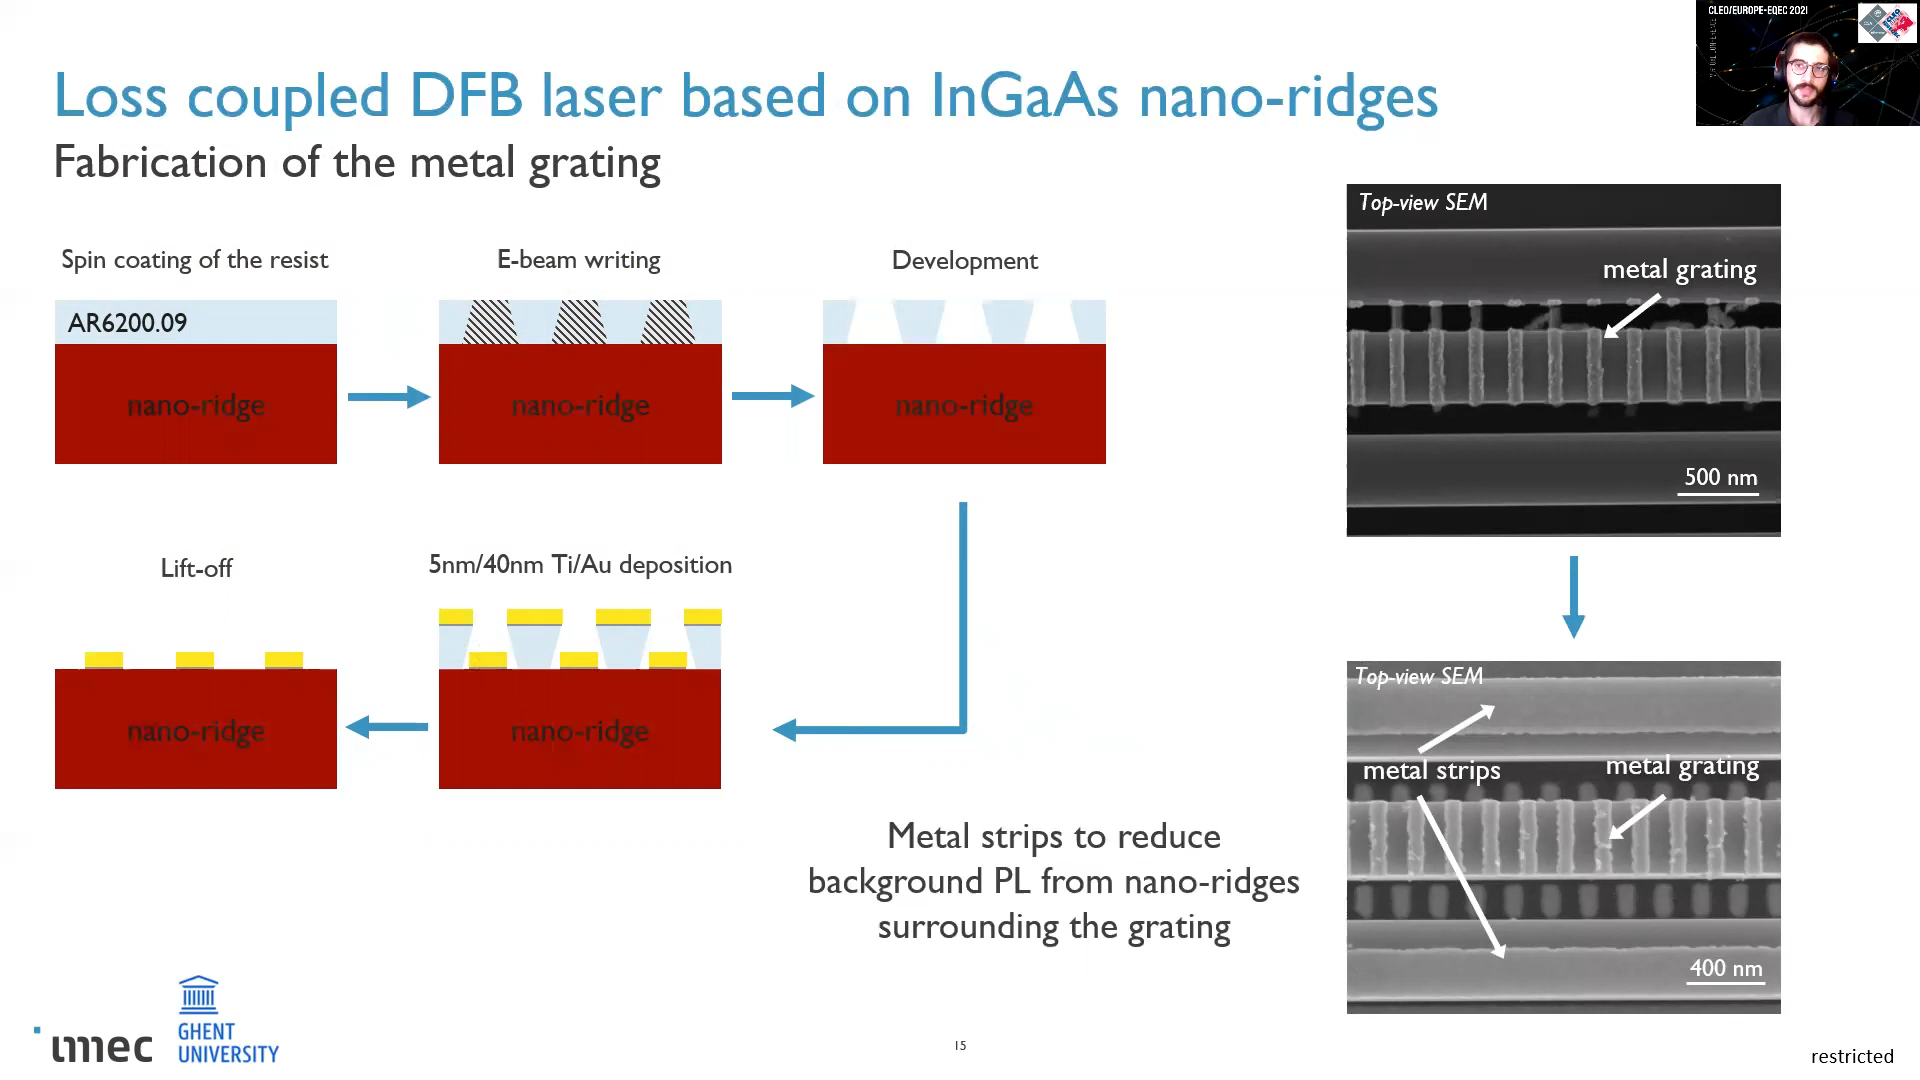 CLEO/EUROPE-EQEC 2021
Loss coupled DFB laser based on InGaAs nano-ridges
Fabrication of the metal grating
Spin coating of the resist
E-beam writing
Development
AR6200.09
nano-ridge
nano-ridge
nano-ridge
Lift-off
5nm/40nm Ti/Au deposition
nano-ridge
nano-ridge
Metal strips to reduce
background PL from nano-ridges
surrounding the grating
Top-view SEM
metal grating
500 nm
Top-view SEM
metal strips
metal grating
400 nm
imec
GHENT
UNIVERSITY
15
restricted